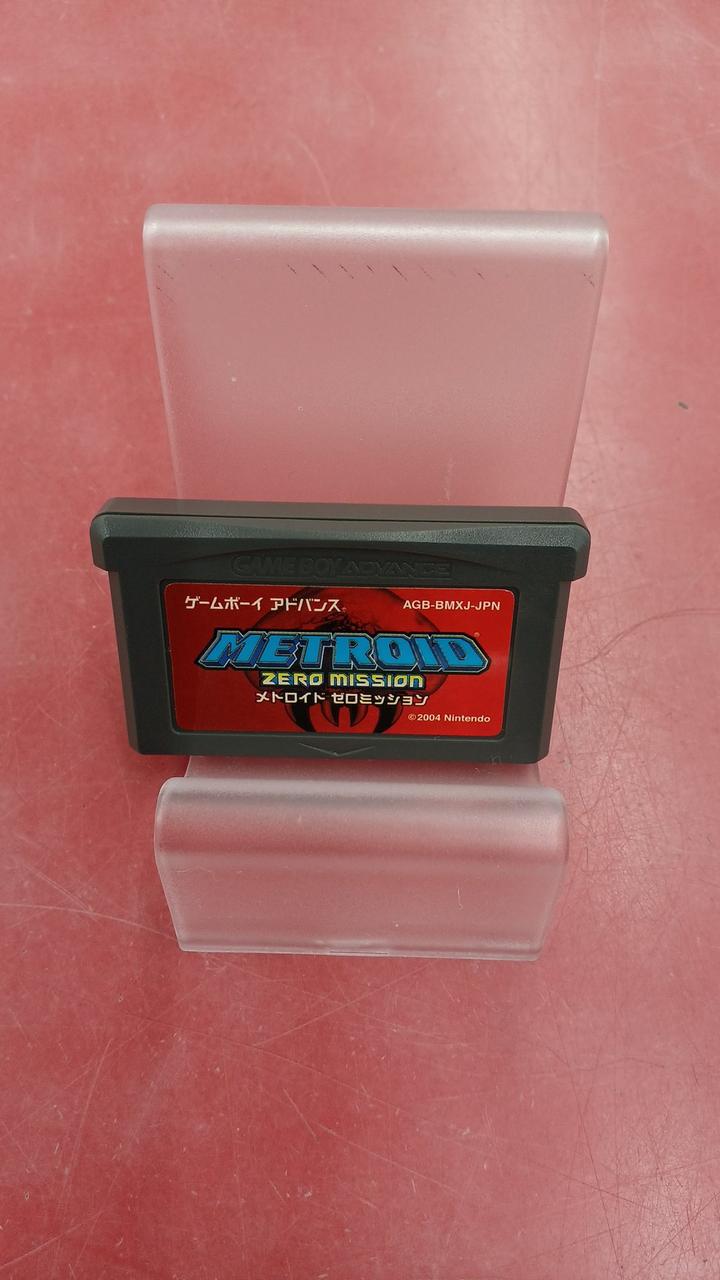 GAME BOY ADVANCE
ゲームボーイ アドバンス
AGB-BMXJ-JPN
METROID
ZERO MISSION
メトロイド ゼロミッション
©2004 Nintendo